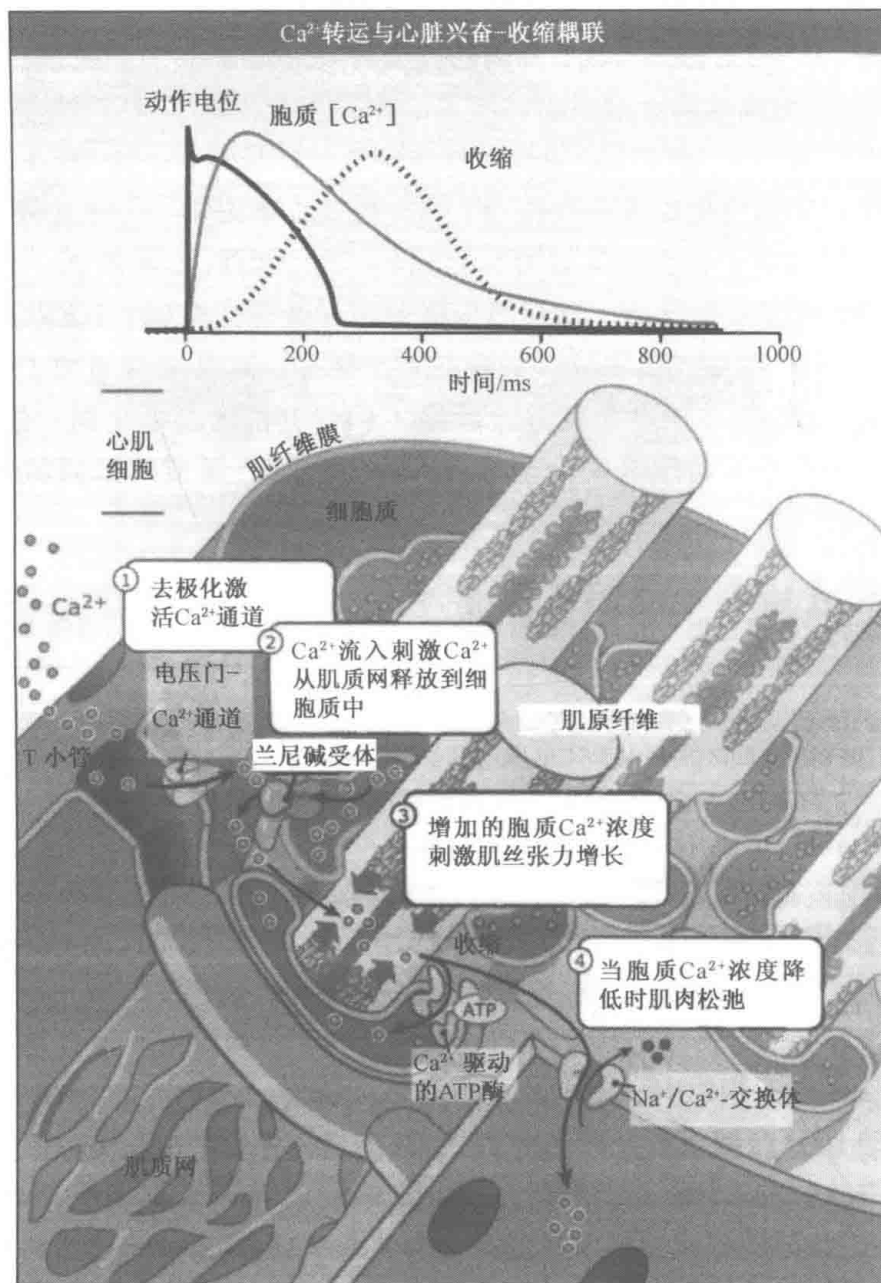 Ca²⁺转运与心脏兴奋-收缩耦联
动作电位
胞质［Ca²⁺］
收缩
0
200
400
600
800
1000
时间/ms
心肌
细胞
肌纤维膜
细胞质
Ca²⁺
①
去极化激
活Ca²⁺通道
②
Ca²⁺流入刺激Ca²⁺
从肌质网释放到细
胞质中
电压门-
Ca²⁺通道
肌原纤维
T小管
兰尼碱受体
③
增加的胞质Ca²⁺浓度
刺激肌丝张力增长
收缩
④
当胞质Ca²⁺浓度降
低时肌肉松弛
ATP
Ca²⁺驱动
的ATP酶
Na⁺/Ca²⁺-交换体
肌质网